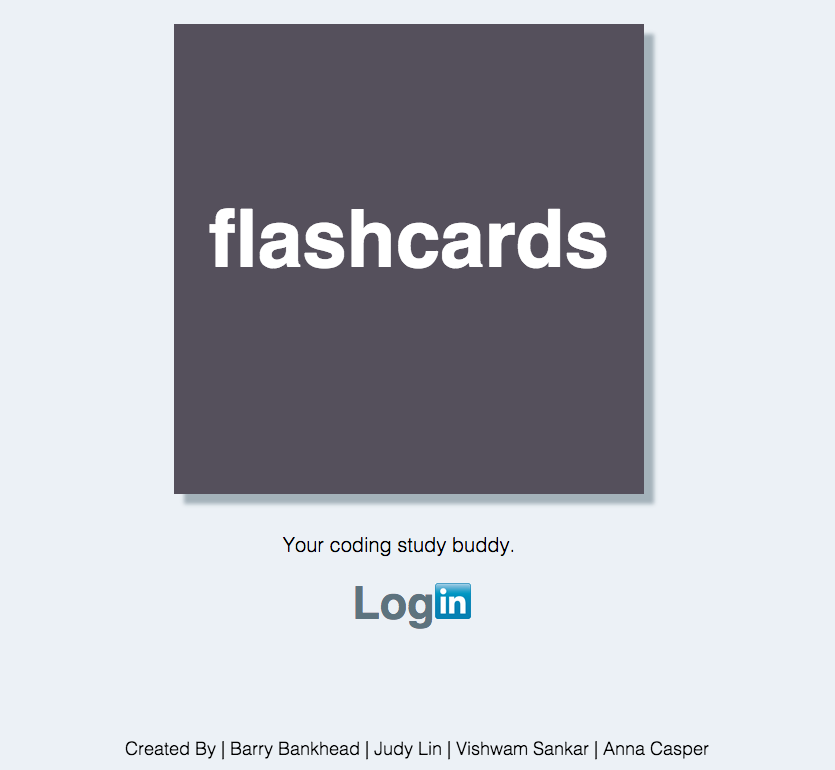 flashcards
Your coding study buddy.
Login
Created By | Barry Bankhead | Judy Lin | Vishwam Sankar | Anna Casper